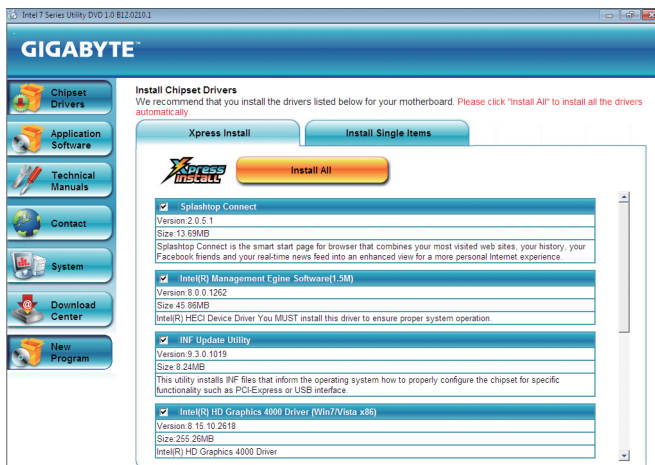 Intel 7 Series Utility DVD 1.0 B12.0210.1
GIGABYTE™
Chipset
Drivers
Application
Software
Technical
Manuals
Contact
System
Download
Center
New
Program
Install Chipset Drivers
We recommend that you install the drivers listed below for your motherboard. Please click "Install All" to install all the drivers
automatically.
Xpress Install
Install Single Items
Xpress
Install
Install All
Splashtop Connect
Version:2.0.5.1
Size:13.69MB
Splashtop Connect is the smart start page for browser that combines your most visited web sites, your history, your
Facebook friends and your real-time news feed into an enhanced view for a more personal Internet experience.
Intel(R) Management Egine Software(1.5M)
Version:8.0.0.1262
Size:45.86MB
Intel(R) HECI Device Driver You MUST install this driver to ensure proper system operation.
INF Update Utility
Version:9.3.0.1019
Size:8.24MB
This utility installs INF files that inform the operating system how to properly configure the chipset for specific
functionality such as PCI-Express or USB interface.
Intel(R) HD Graphics 4000 Driver (Win7/Vista x86)
Version:8.15.10.2618
Size:255.26MB
Intel(R) HD Graphics 4000 Driver